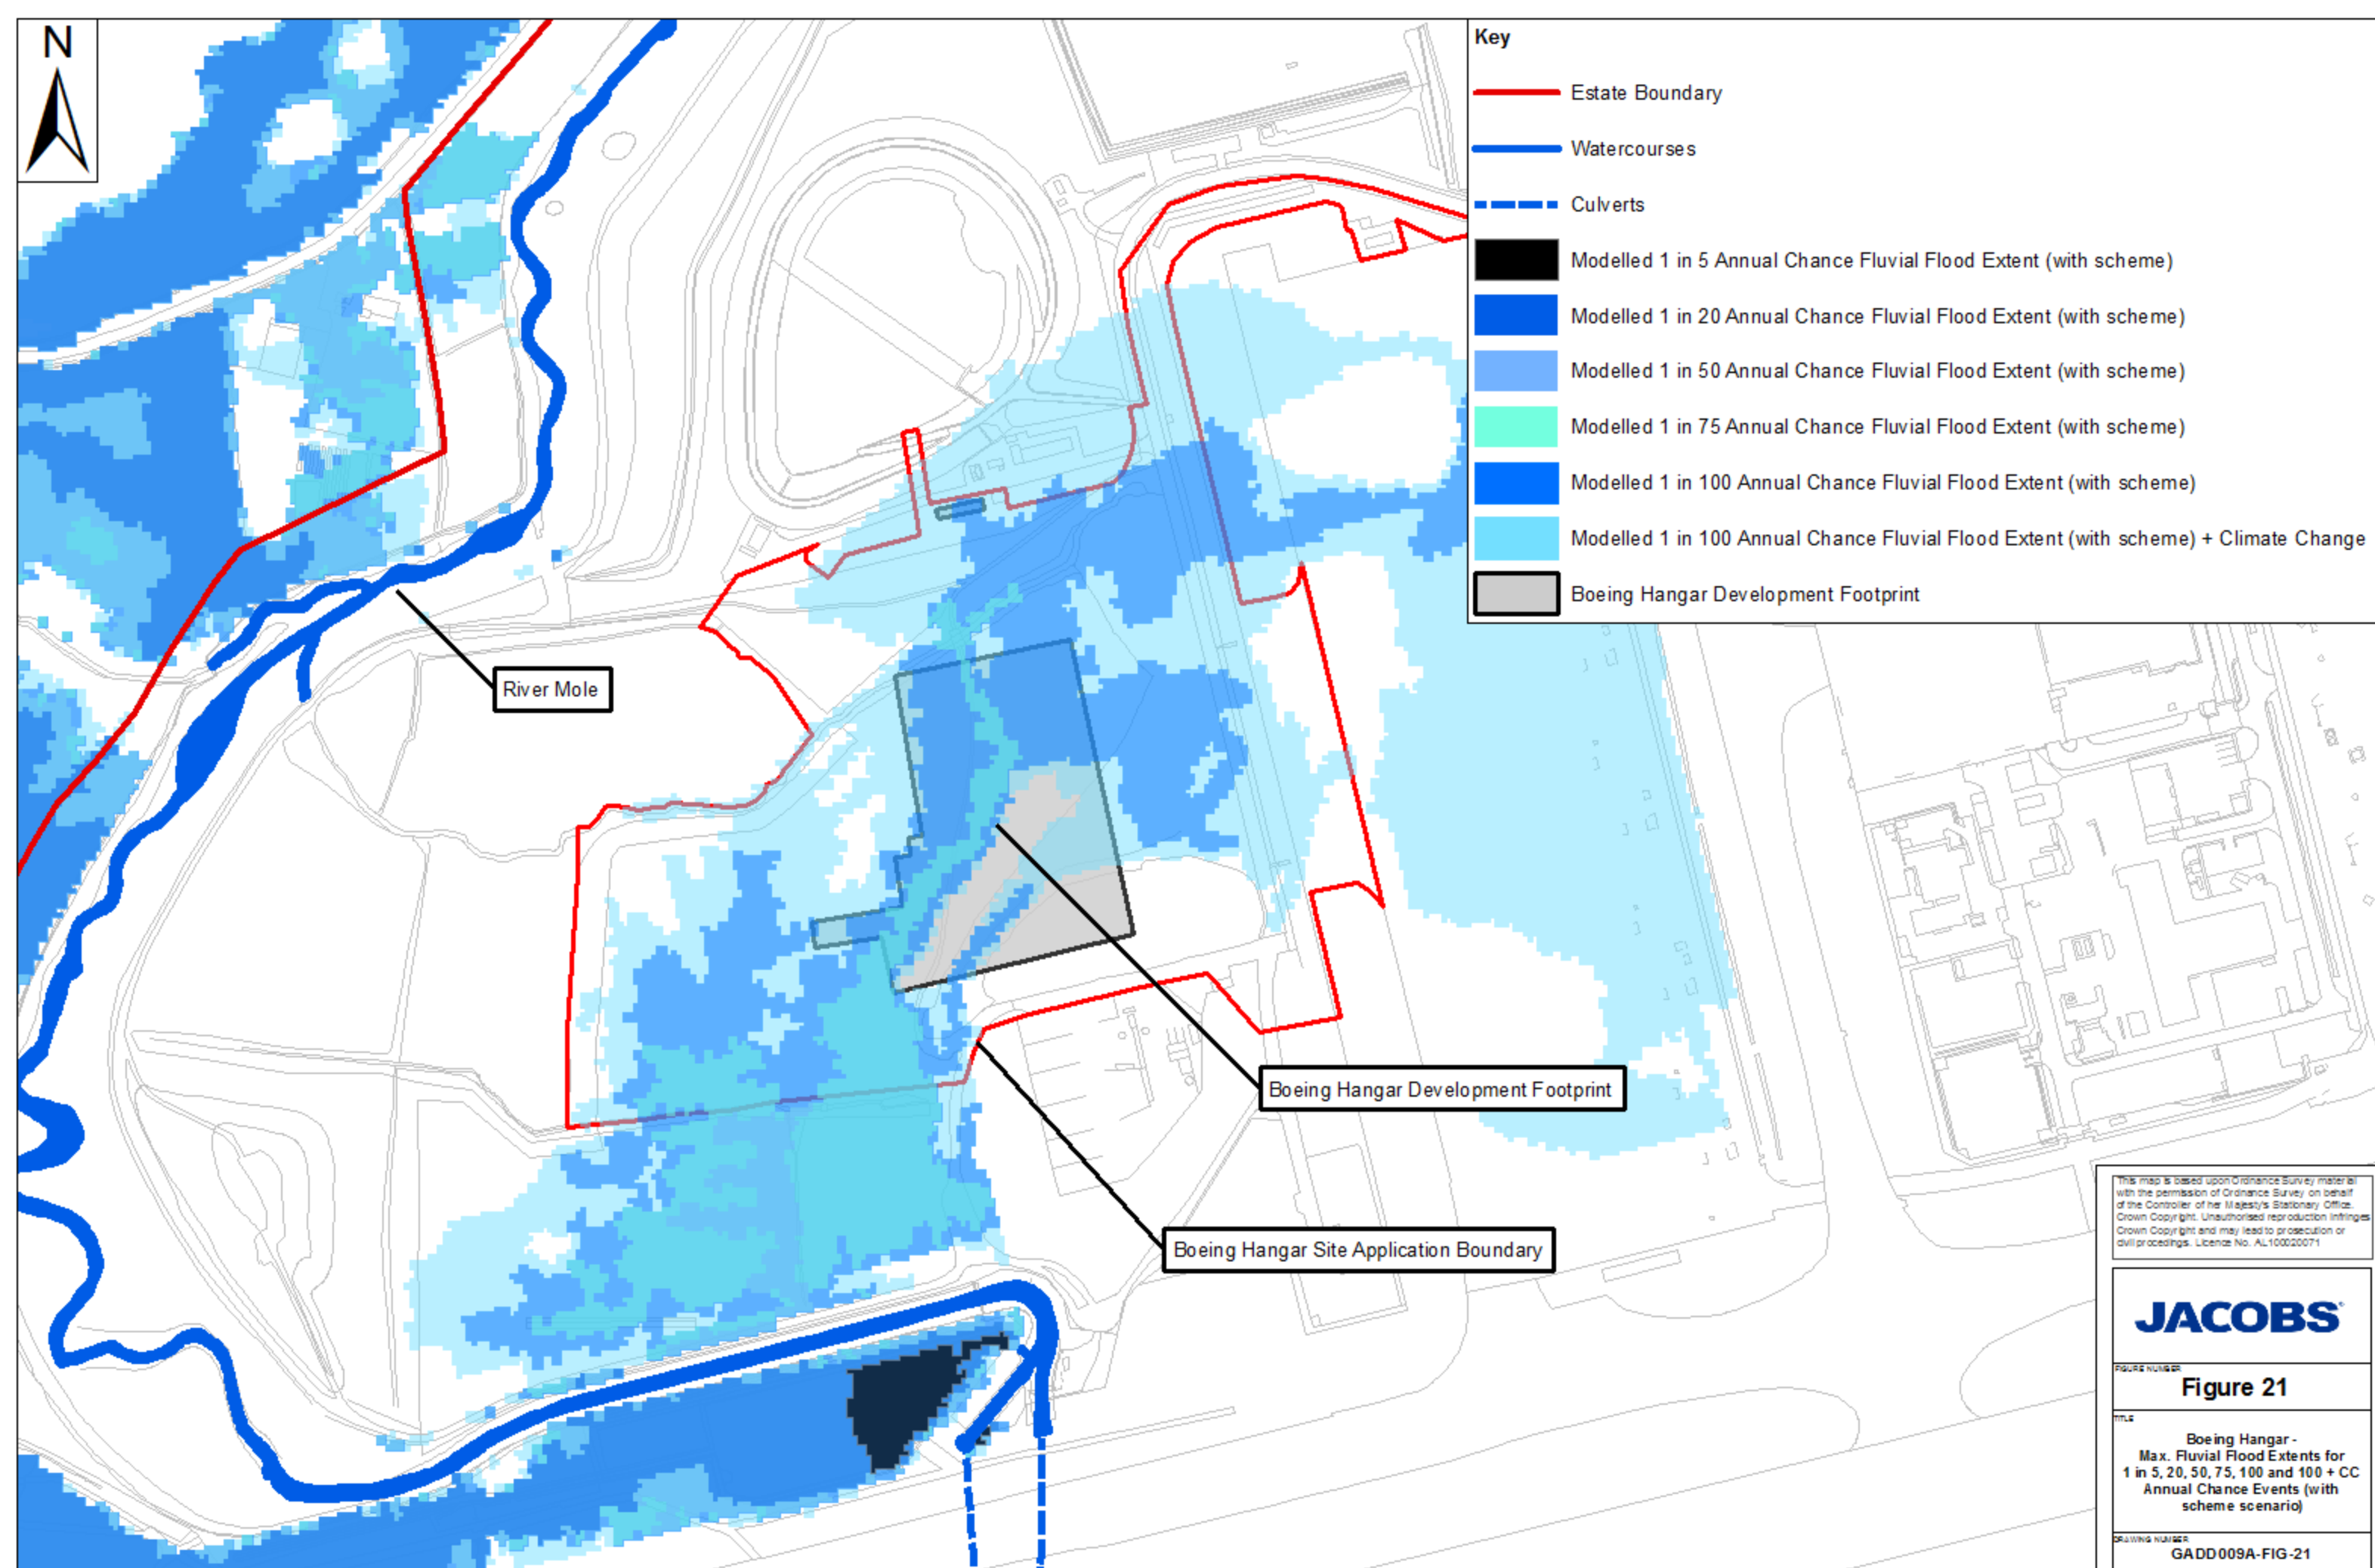 N
Key
Estate Boundary
Watercourses
Culverts
Modelled 1 in 5 Annual Chance Fluvial Flood Extent (with scheme)
Modelled 1 in 20 Annual Chance Fluvial Flood Extent (with scheme)
Modelled 1 in 50 Annual Chance Fluvial Flood Extent (with scheme)
Modelled 1 in 75 Annual Chance Fluvial Flood Extent (with scheme)
Modelled 1 in 100 Annual Chance Fluvial Flood Extent (with scheme)
Modelled 1 in 100 Annual Chance Fluvial Flood Extent (with scheme) + Climate Change
Boeing Hangar Development Footprint
River Mole
Boeing Hangar Development Footprint
Boeing Hangar Site Application Boundary
This map is based upon Ordnance Survey material
with the permission of Ordnance Survey on behalf
of the Controller of her Majesty's Stationary Office.
Crown Copyright. Unauthorised reproduction infringes
Crown Copyright and may lead to prosecution or
civil procedings. Licence No. AL100020071
JACOBS
FIGURE NUMBER
Figure 21
TITLE
Boeing Hangar -
Max. Fluvial Flood Extents for
1 in 5, 20, 50, 75, 100 and 100 + CC
Annual Chance Events (with
scheme scenario)
DRAWING NUMBER
GADD009A-FIG-21